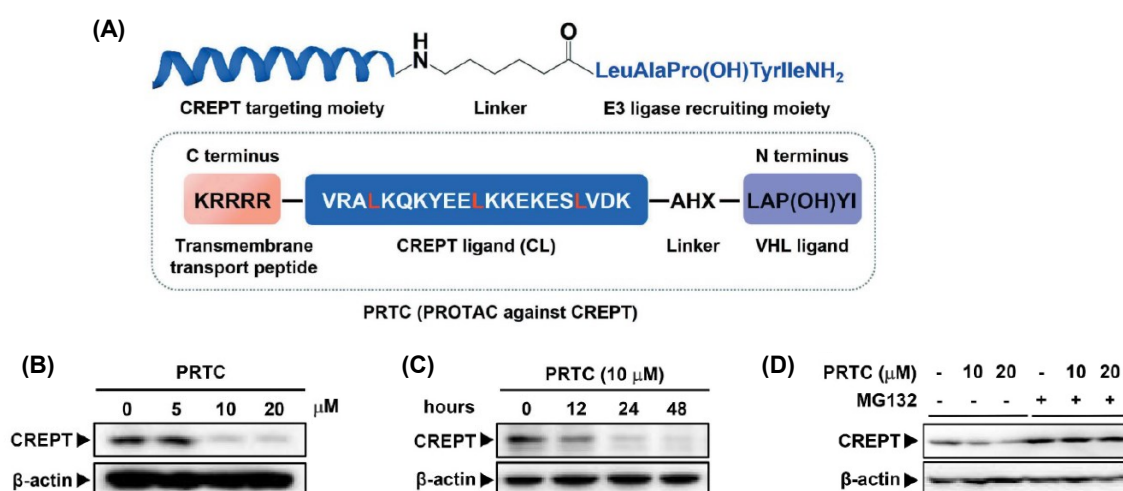 (A)
H
N
O
LeuAlaPro(OH)TyrIleNH2
CREPT targeting moiety Linker E3 ligase recruiting moiety
C terminus N terminus
KRRRR VRALKQKYEELKKEKESLVDK AHX LAP(OH)YI
Transmembrane transport peptide CREPT ligand (CL) Linker VHL ligand
PRTC (PROTAC against CREPT)
(B)
PRTC
0 5 10 20 μM
CREPT
β-actin
(C)
PRTC (10 μM)
hours 0 12 24 48
CREPT
β-actin
(D)
PRTC (μM) - 10 20 - 10 20
MG132 - - - + + +
CREPT
β-actin